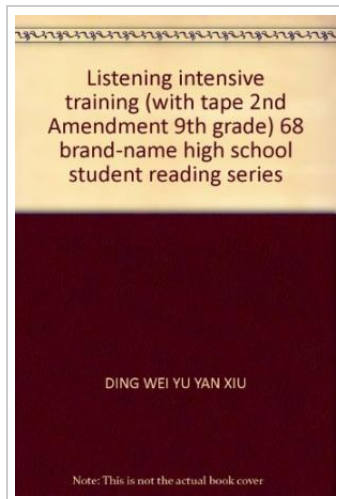 Listening intensive
training (with tape 2nd
Amendment 9th grade) 68
brand-name high school
student reading series
DING WEI YU YAN XIU
Note: This is not the actual book cover